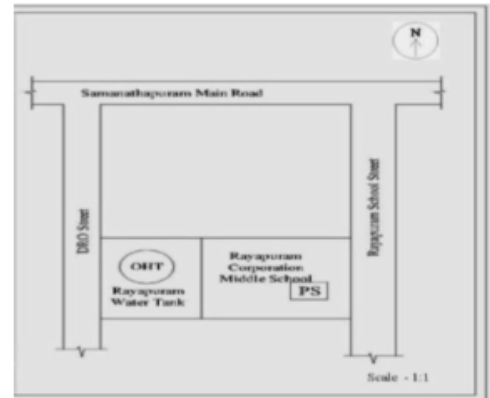 N
Samanathapuram Main Road
DRO Street
Rayapuram School Street
OHT
Rayapuram
Water Tank
Rayapuram
Corporation
Middle School
PS
Scale - 1:1